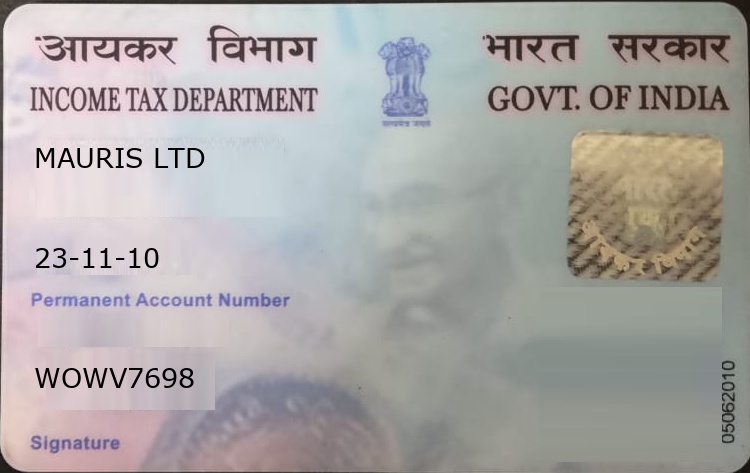 आयकर विभाग
भारत सरकार
INCOME TAX DEPARTMENT
GOVT. OF INDIA
सत्यमेव जयते
MAURIS LTD
23-11-10
Permanent Account Number
WOWV7698
Signature
05062010